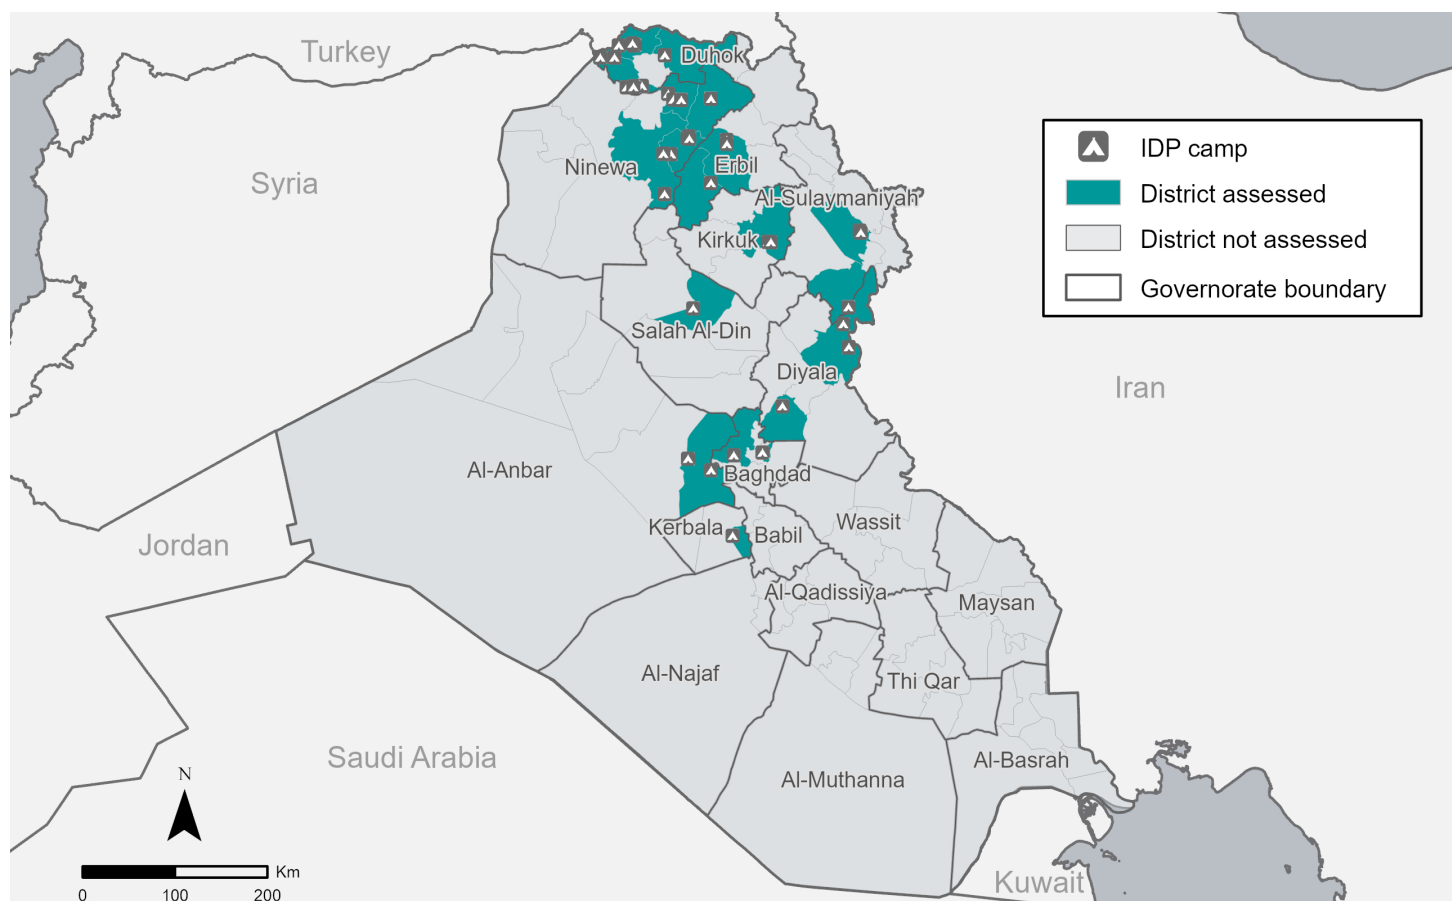 Turkey
Duhok
IDP camp
Ninewa
Erbil
Syria
Al-Sulaymaniyah
District assessed
Kirkuk
District not assessed
Governorate boundary
Salah Al-Din
Diyala
Iran
Al-Anbar
Baghdad
Kerbala
Babil
Wassit
Jordan
Al-Qadissiya
Maysan
Al-Najaf
Thi Qar
Saudi Arabia
Al-Basrah
Al-Muthanna
N
Km
0 100 200
Kuwait